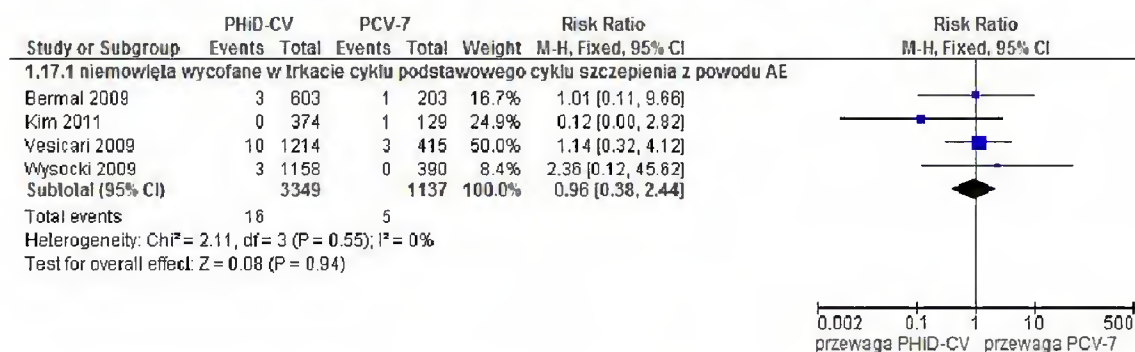 PHiD-CV PCV-7 Risk Ratio Risk Ratio
Study or Subgroup Events Total Events Total Weight M-H, Fixed, 95% CI M-H, Fixed, 95% CI
1.17.1 niemowlęta wycofane w trkacie cyklu podstawowego cyklu szczepienia z powodu AE
Bermal 2009 3 603 1 203 16.7% 1.01 [0.11, 9.66]
Kim 2011 0 374 1 129 24.9% 0.12 [0.00, 2.82]
Vesicari 2009 10 1214 3 415 50.0% 1.14 [0.32, 4.12]
Wysocki 2009 3 1158 0 390 8.4% 2.36 [0.12, 45.62]
Subtotal (95% CI) 3349 1137 100.0% 0.96 [0.38, 2.44]
Total events 16 5
Heterogeneity: Chi² = 2.11, df = 3 (P = 0.55); I² = 0%
Test for overall effect: Z = 0.08 (P = 0.94)
0.002 0.1 1 10 500
przewaga PHiD-CV przewaga PCV-7